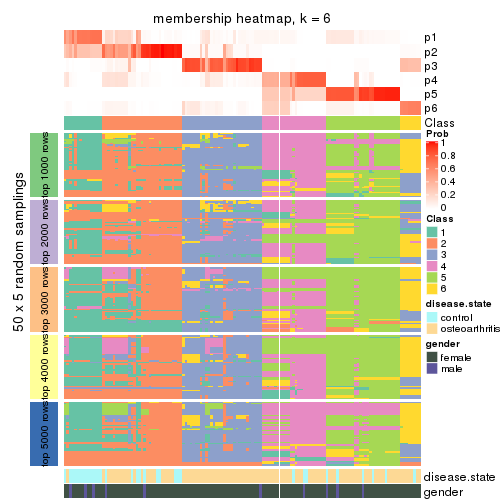 membership heatmap, k = 6
p1
p2
p3
p4
p5
p6
Class
50 x 5 random samplings
top 1000 rows
top 2000 rows
top 3000 rows
top 4000 rows
top 5000 rows
disease.state
gender
Prob
1
0.8
0.6
0.4
0.2
0
Class
1
2
3
4
5
6
disease.state
control
osteoarthritis
gender
female
male